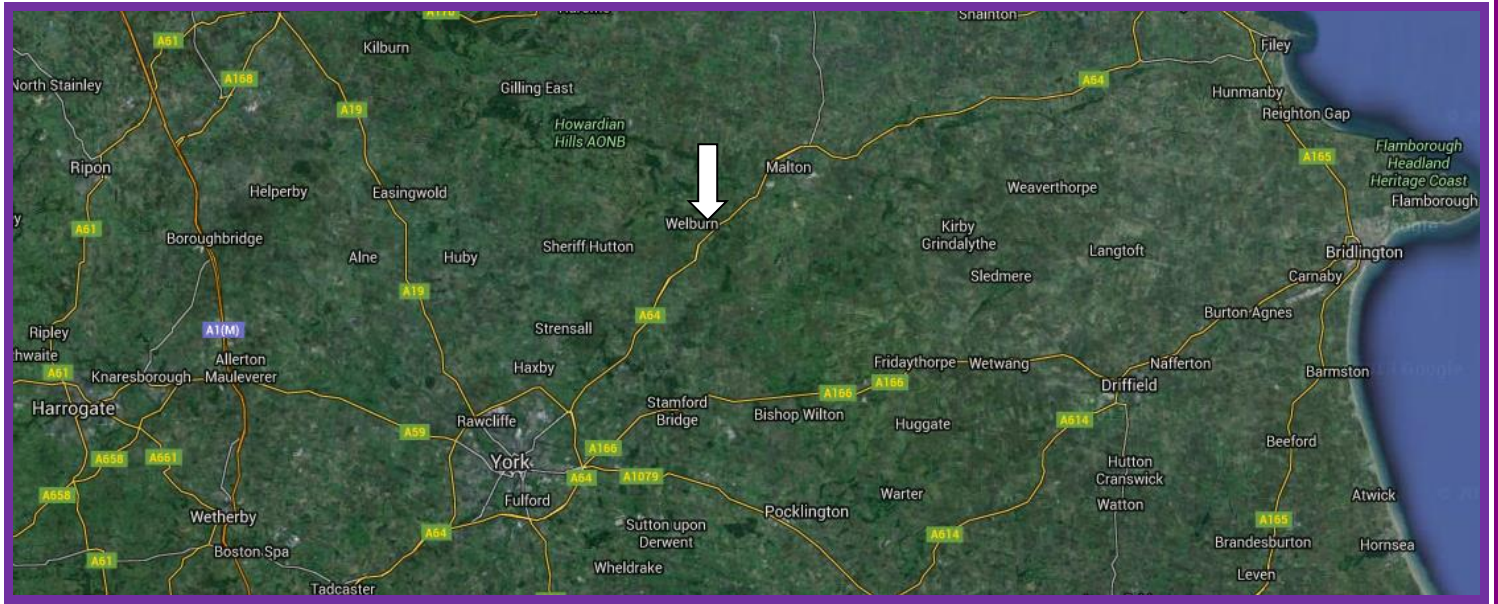 A170
Snainton
A61
Kilburn
Filey
North Stainley
A168
Gilling East
A64
Hunmanby
A19
Reighton Gap
Howardian
Hills AONB
Flamborough
Headland
Heritage Coast
A165
Ripon
Malton
Helperby
Easingwold
Weaverthorpe
Flamborough
A61
Welburn
Kirby
Grindalythe
Boroughbridge
Alne
Huby
Sheriff Hutton
Langtoft
Bridlington
Sledmere
Carnaby
A19
A64
Burton Agnes
A1(M)
Strensall
Ripley
thwaite
Allerton
Mauleverer
Haxby
Fridaythorpe
Wetwang
Nafferton
A61
Knaresborough
A166
A166
Driffield
Barmston
Harrogate
Stamford
Bridge
Bishop Wilton
Rawcliffe
Huggate
A614
A59
A658
A661
A166
Beeford
York
A64
A1079
Hutton
Cranswick
A658
Fulford
Warter
Watton
Atwick
Wetherby
Pocklington
A165
Sutton upon
Derwent
A64
A614
Brandesburton
Hornsea
Boston Spa
A61
Wheldrake
Leven
Tadcaster